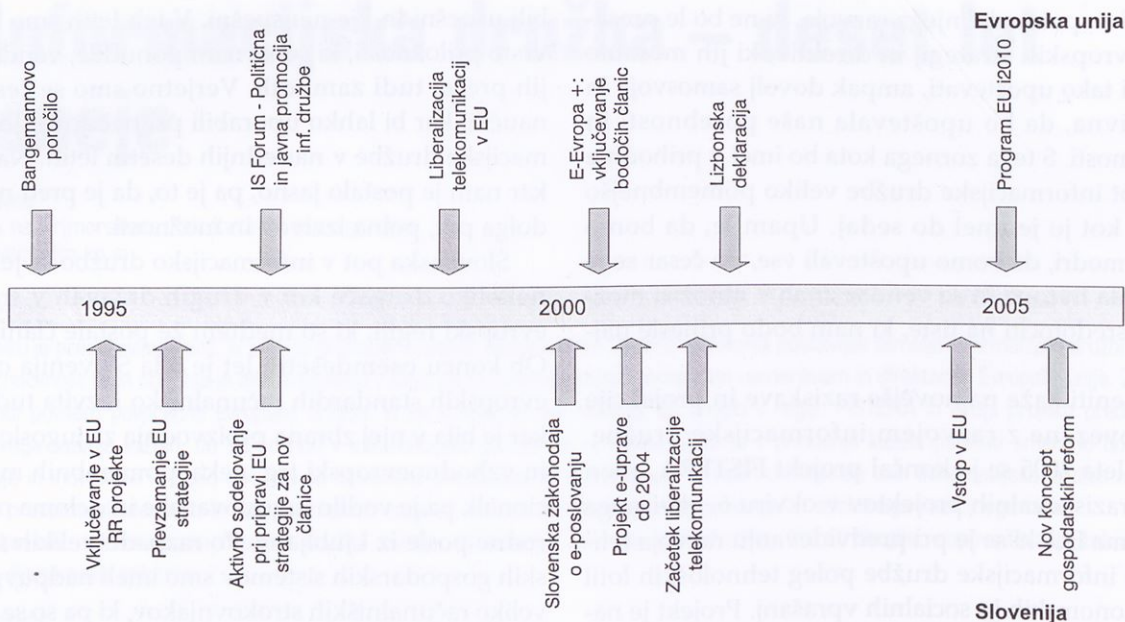 Evropska unija
Bangemannovo
poročilo
IS Forum - Politična
in javna promocija
in družbe
Liberalizacija
telekomunikacij
v EU
E-Evropa +:
vključevanje
bodočih članic
Lizbonska
deklaracija
Program EU i2010
1995
2000
2005
Vključevanje v EU
RR projekte
Prevzemanje EU
strategije
Aktivno sodelovanje
pri pripravi EU
strategije za nove
članice
Slovenska zakonodaja
o e-poslovanju
Projekt e-uprave
do 2004
Začetek liberalizacije
telekomunikacij
Vstop v EU
Nov koncept
gospodarskih reform
Slovenija